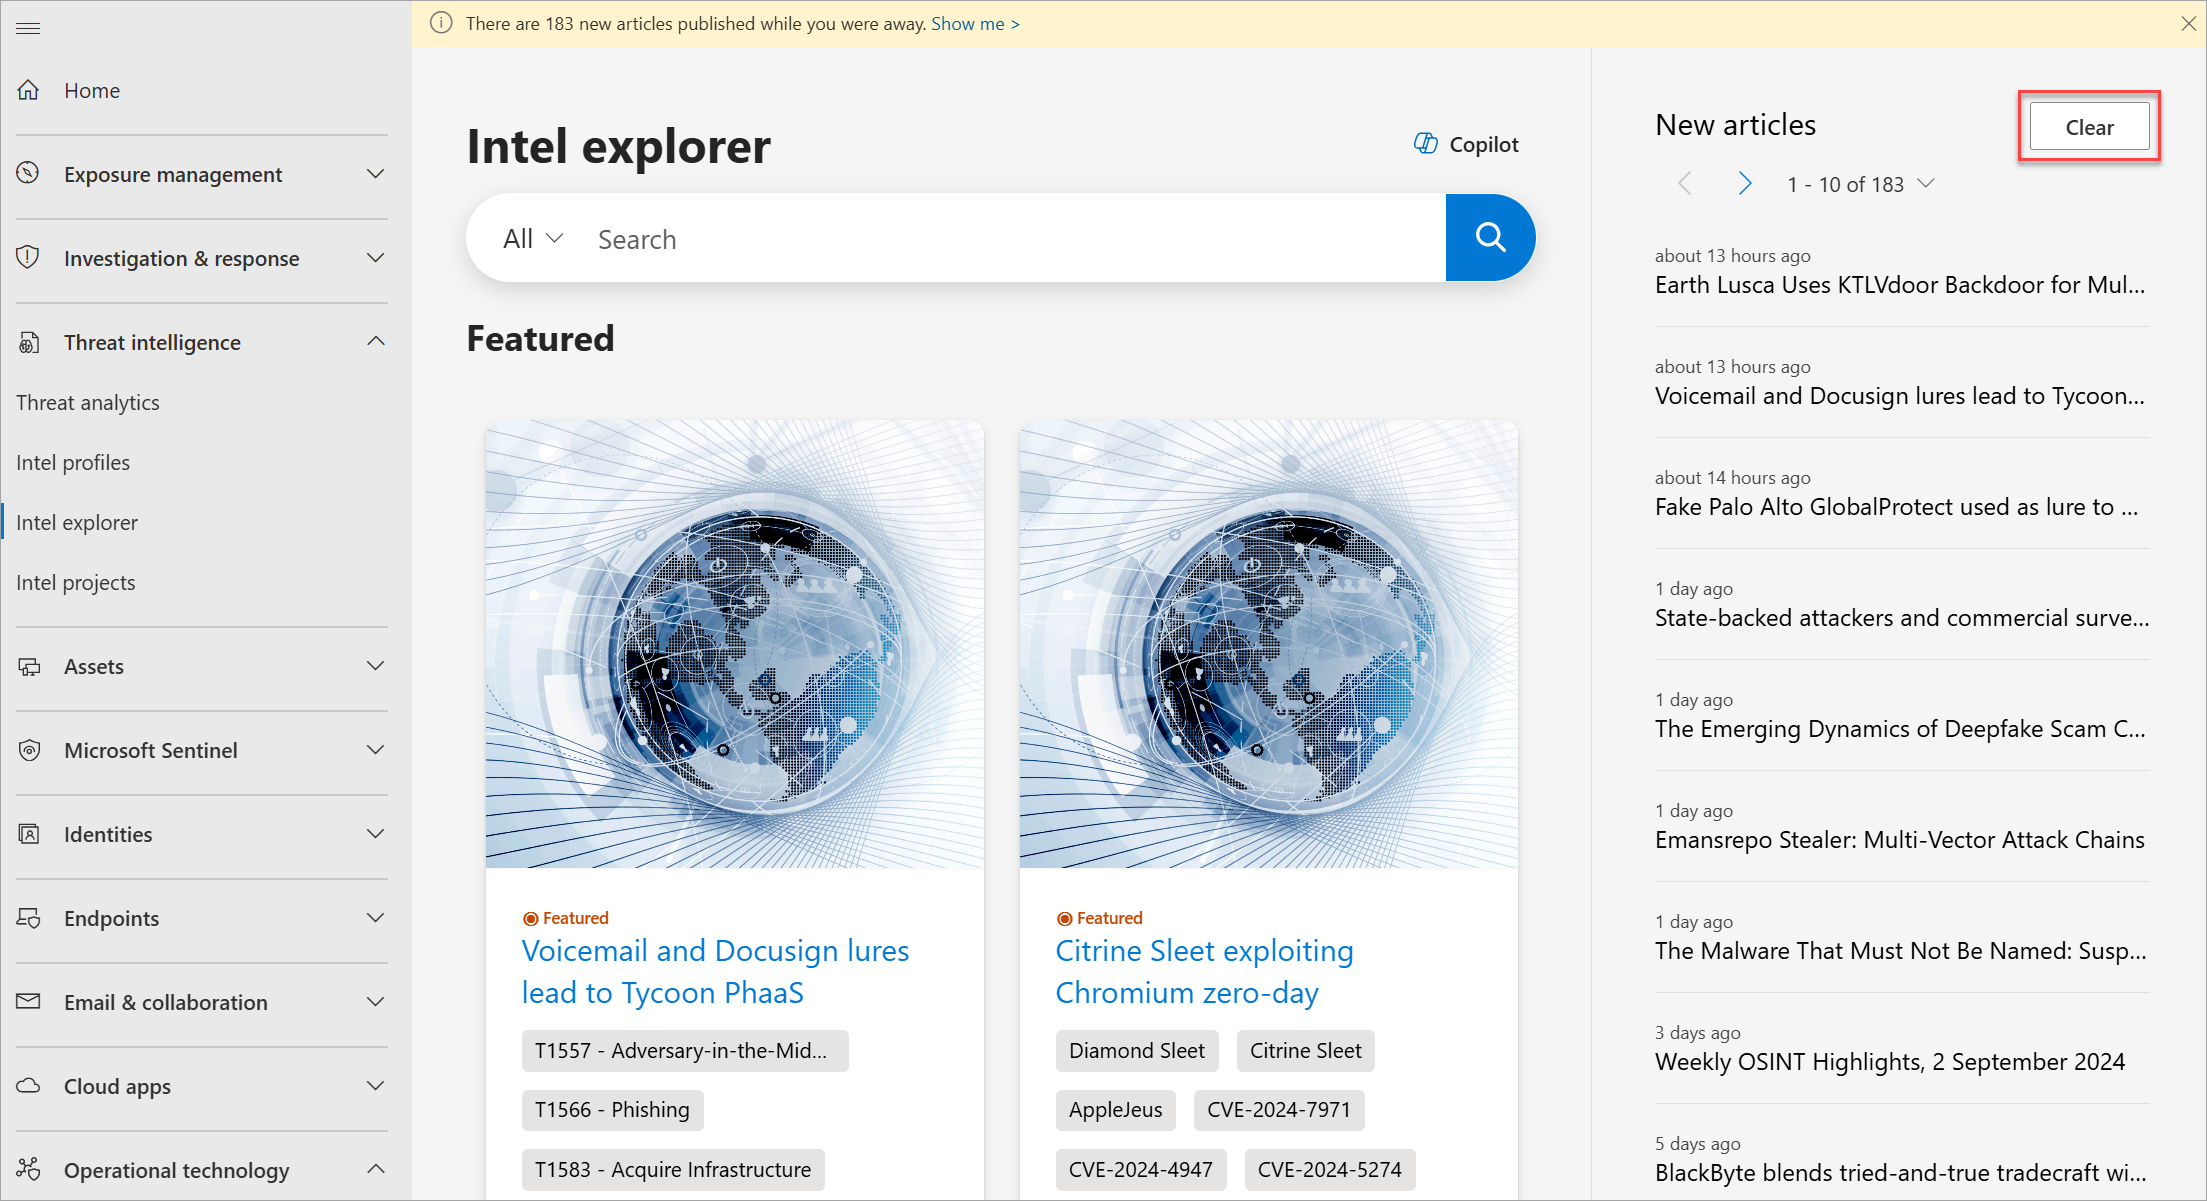 There are 183 new articles published while you were away. Show me >
Home
Exposure management
Investigation & response
Threat intelligence
Threat analytics
Intel profiles
Intel explorer
Intel projects
Assets
Microsoft Sentinel
Identities
Endpoints
Email & collaboration
Cloud apps
Operational technology
Intel explorer
Copilot
All
Search
Featured
Featured
Voicemail and Docusign lures
lead to Tycoon PhaaS
T1557 - Adversary-in-the-Mid...
T1566 - Phishing
T1583 - Acquire Infrastructure
Featured
Citrine Sleet exploiting
Chromium zero-day
Diamond Sleet Citrine Sleet
AppleJeus CVE-2024-7971
CVE-2024-4947 CVE-2024-5274
New articles
Clear
1 - 10 of 183
about 13 hours ago
Earth Lusca Uses KTLVdoor Backdoor for Mul...
about 13 hours ago
Voicemail and Docusign lures lead to Tycoon...
about 14 hours ago
Fake Palo Alto GlobalProtect used as lure to ...
1 day ago
State-backed attackers and commercial surve...
1 day ago
The Emerging Dynamics of Deepfake Scam C...
1 day ago
Emansrepo Stealer: Multi-Vector Attack Chains
1 day ago
The Malware That Must Not Be Named: Susp...
3 days ago
Weekly OSINT Highlights, 2 September 2024
5 days ago
BlackByte blends tried-and-true tradecraft wi...